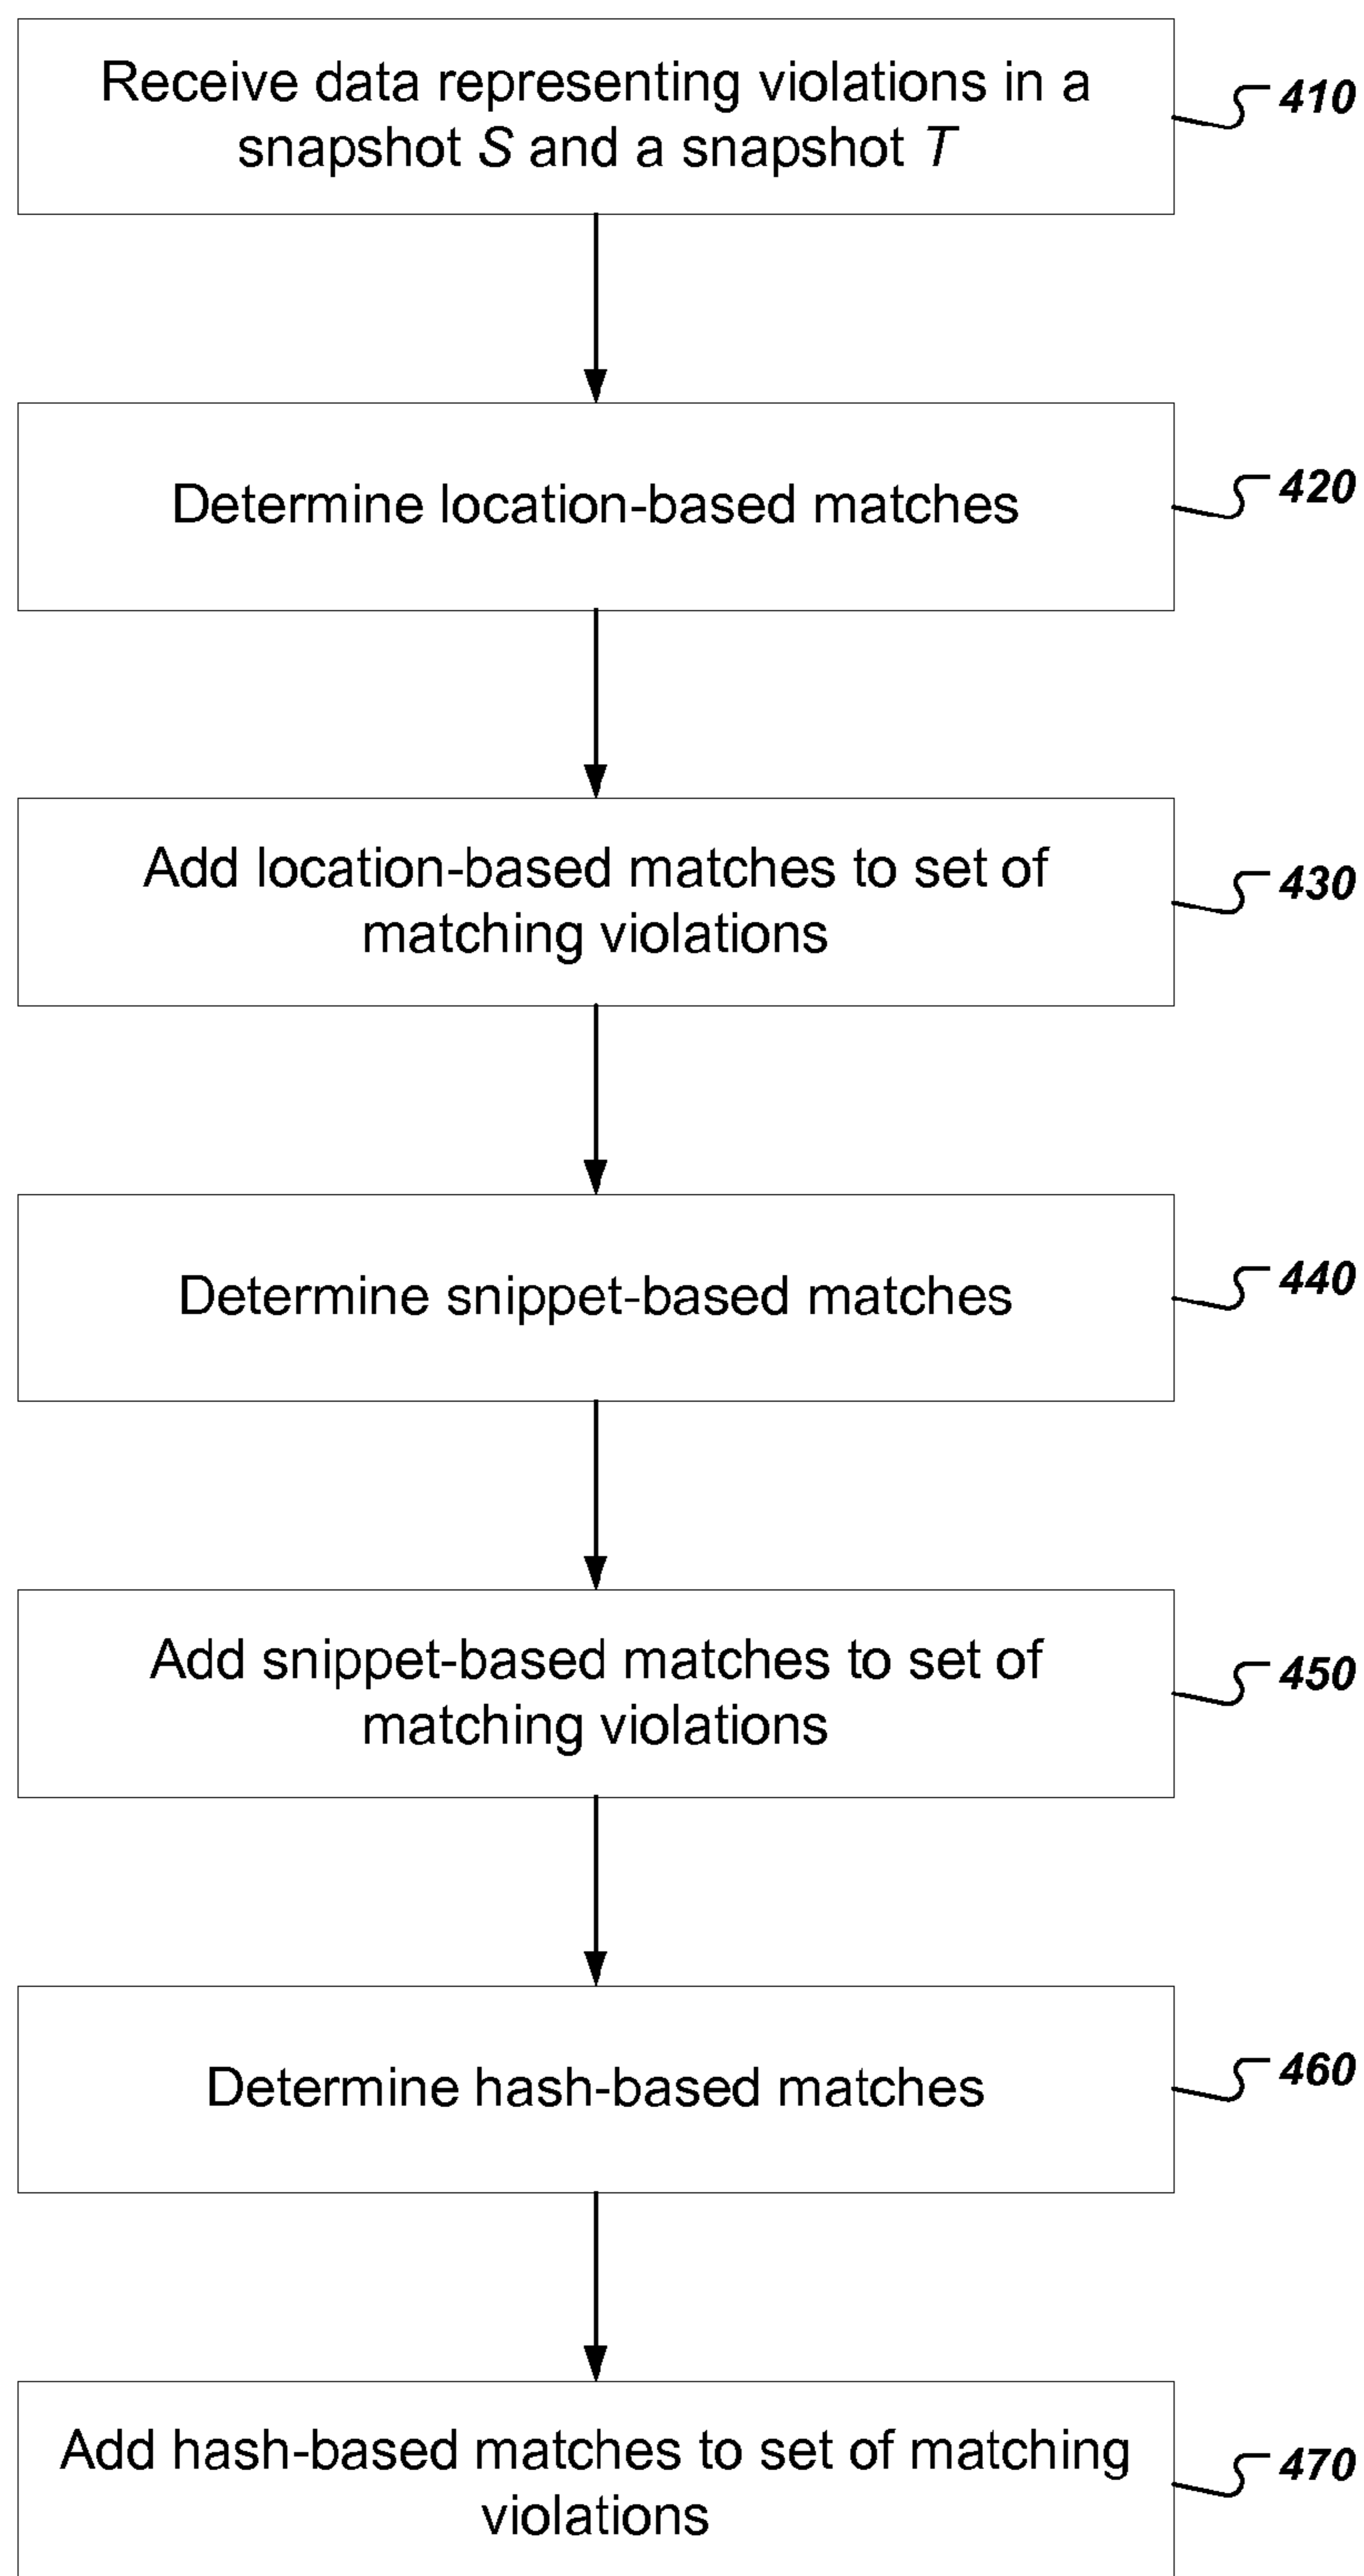 Receive data representing violations in a
snapshot S and a snapshot T
410
Determine location-based matches
420
Add location-based matches to set of
matching violations
430
Determine snippet-based matches
440
Add snippet-based matches to set of
matching violations
450
Determine hash-based matches
460
Add hash-based matches to set of matching
violations
470